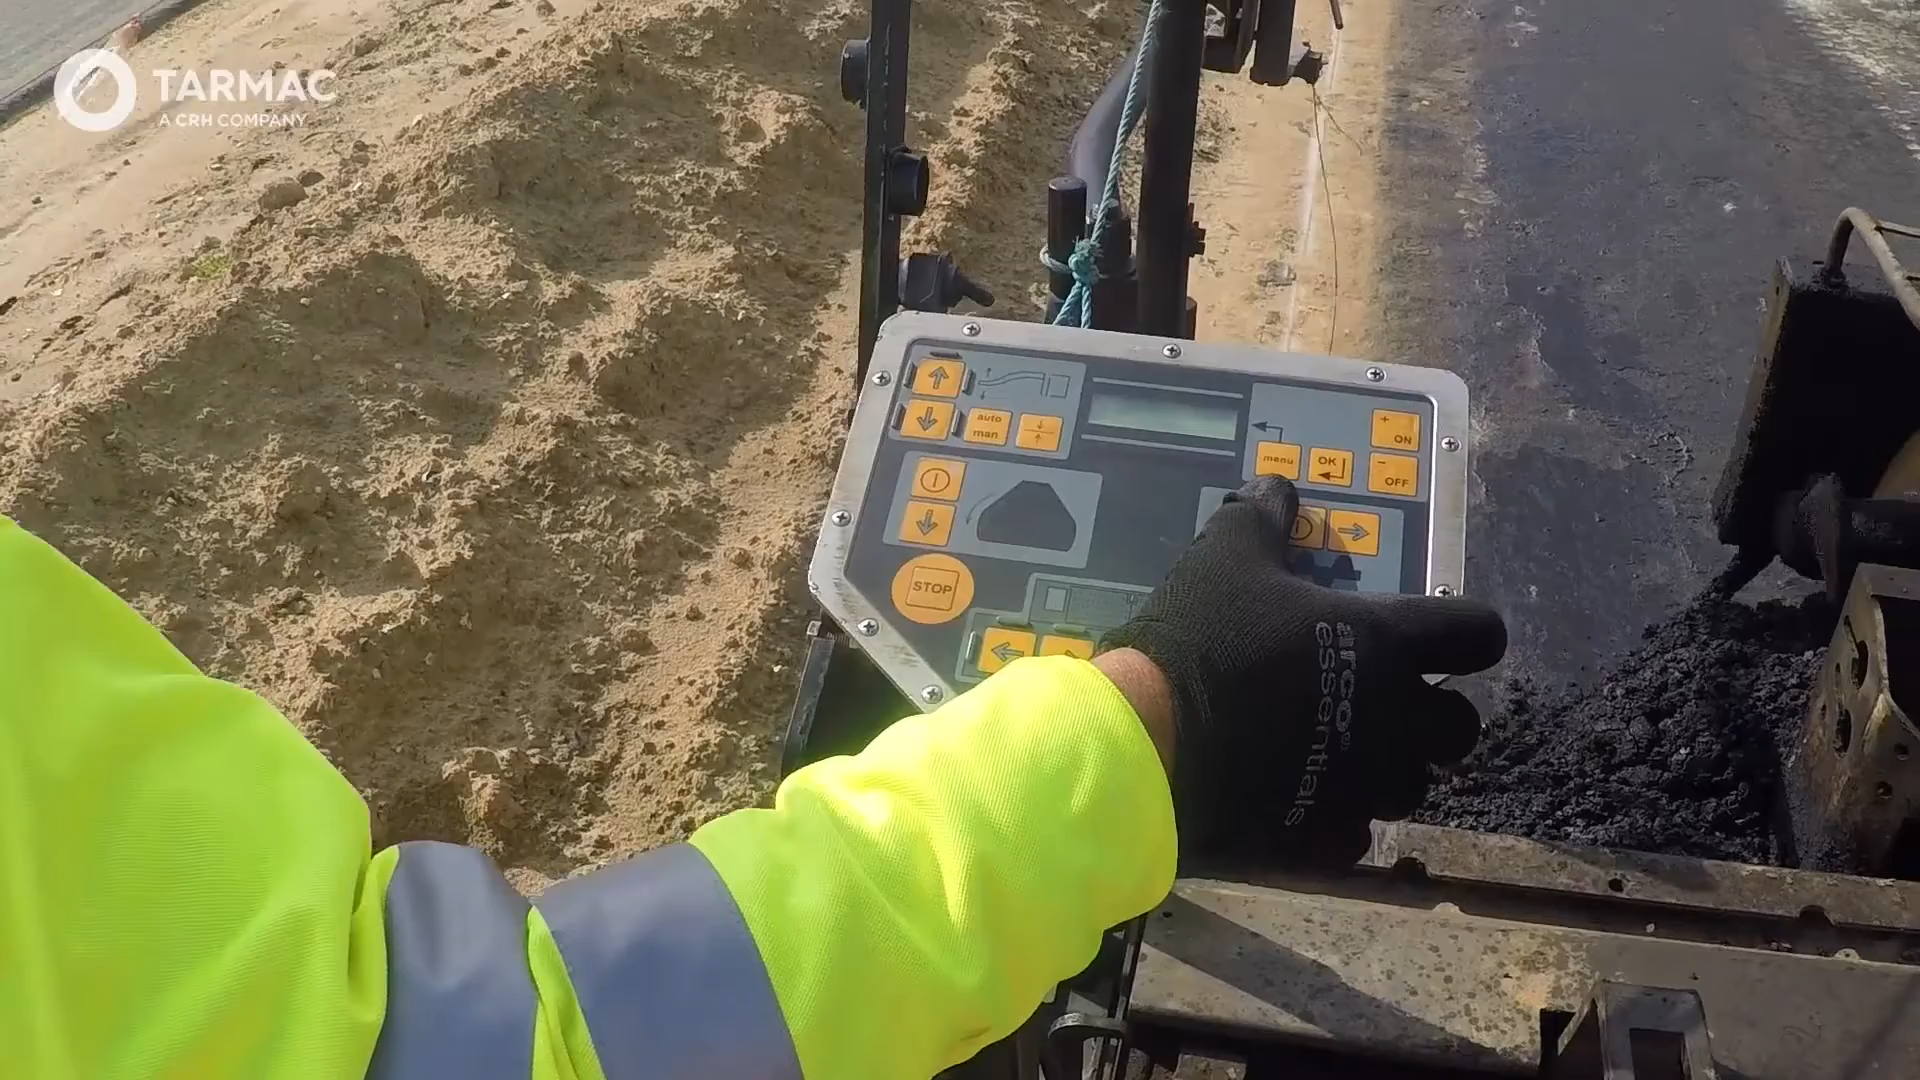 TARMAC
A CRH COMPANY
auto
man
menu
OK
+
ON
-
OFF
STOP
arco
essentials